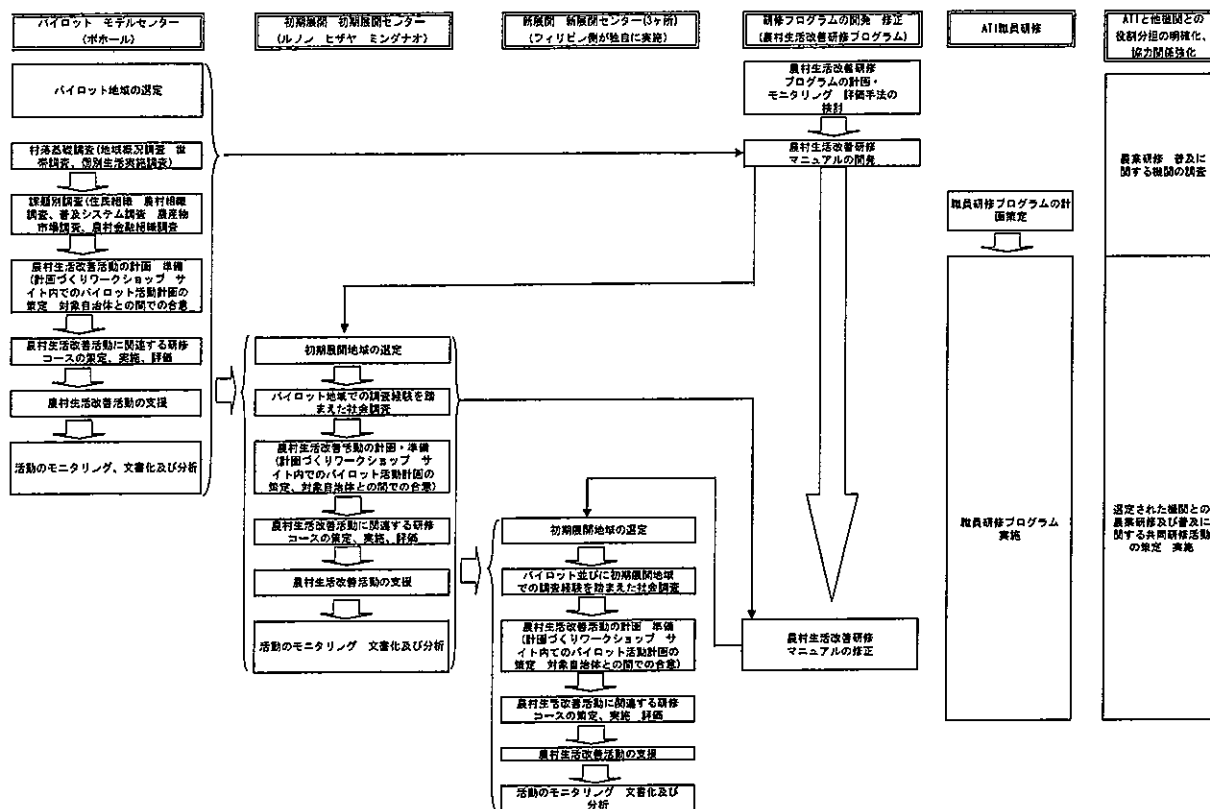 パイロット モデルセンター
(ボホール)
パイロット地域の選定
村落基礎調査(地域概況調査 世
帯調査、個別生活実施調査)
課題別調査(住民組織 農村組織
調査、普及システム調査 農産物
市場調査、農村金融組織調査
農村生活改善活動の計画 準備
(計画づくりワークショップ サ
イト内でのパイロット活動計画の
策定 対象自治体との間での合意
農村生活改善活動に関連する研修
コースの策定、実施、評価
農村生活改善活動の支援
活動のモニタリング、文書化及び分析
初期展開 初期展開センター
(ルソン ビサヤ ミンダナオ)
初期展開地域の選定
パイロット地域での調査経験を踏
まえた社会調査
農村生活改善活動の計画・準備
(計画づくりワークショップ サ
イト内でのパイロット活動計画の
策定、対象自治体との間での合意)
農村生活改善活動に関連する研修
コースの策定、実施、評価
農村生活改善活動の支援
活動のモニタリング 文書化及び分析
新展開 新展開センター(3ヶ所)
(フィリピン側が独自に実施)
初期展開地域の選定
パイロット並びに初期展開地域
での調査経験を踏まえた社会調査
農村生活改善活動の計画 準備
(計画づくりワークショップ サ
イト内でのパイロット活動計画の
策定 対象自治体との間での合意)
農村生活改善活動に関連する研修
コースの策定、実施 評価
農村生活改善活動の支援
活動のモニタリング 文書化及び
分析
研修プログラムの開発 修正
(農村生活改善研修プログラム)
農村生活改善研修
プログラムの計画・
モニタリング 評価手法の
検討
農村生活改善研修
マニュアルの開発
農村生活改善研修
マニュアルの修正
ATI職員研修
職員研修プログラムの計
画策定
職員研修プログラム
実施
ATIと他機関との
役割分担の明確化、
協力関係強化
農業研修 普及に
関する機関の調査
選定された機関との
農業研修及び普及に
関する共同研修活動
の策定 実施